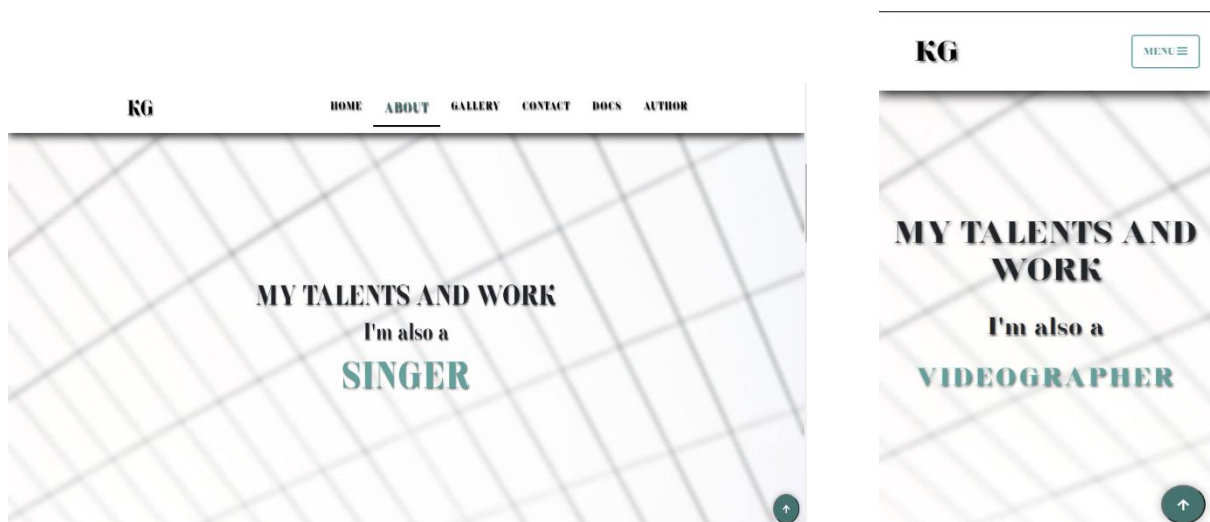 KG
HOME ABOUT GALLERY CONTACT DOCS AUTHOR
MY TALENTS AND WORK
I'm also a
SINGER
KG
MENU
MY TALENTS AND
WORK
I'm also a
VIDEOGRAPHER